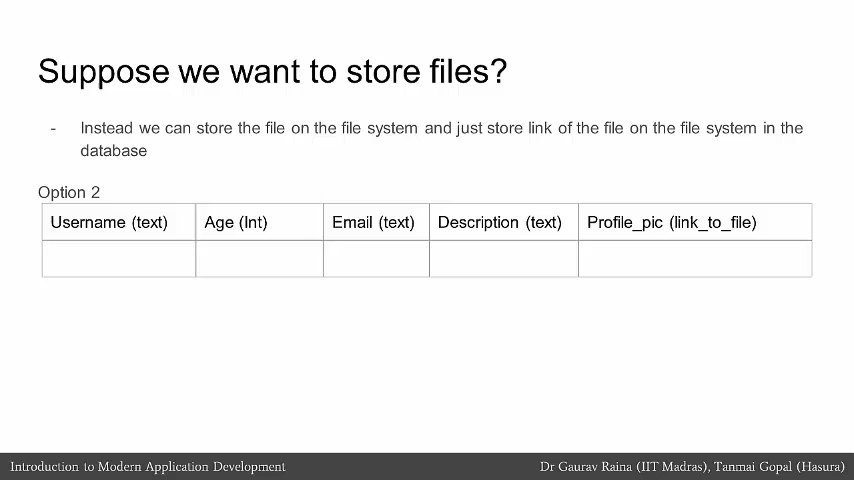 Suppose we want to store files?
- Instead we can store the file on the file system and just store link of the file on the file system in the
database
Option 2
Username (text) Age (Int) Email (text) Description (text) Profile_pic (link_to_file)
Introduction to Modern Application Development Dr Gaurav Raina (IIT Madras), Tanmai Gopal (Hasura)